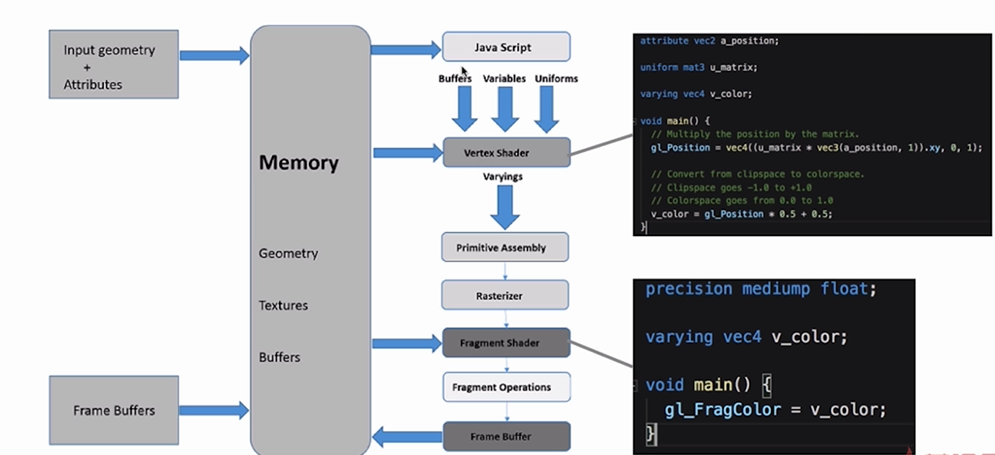 Input geometry
+
Attributes
Memory
Geometry
Textures
Buffers
Frame Buffers
Java Script
Buffers Variables Uniforms
Vertex Shader
Varyings
Primitive Assembly
Rasterizer
Fragment Shader
Fragment Operations
Frame Buffer
attribute vec2 a_position;
uniform mat3 u_matrix;
varying vec4 v_color;
void main() {
// Multiply the position by the matrix.
gl_Position = vec4((u_matrix * vec3(a_position, 1)).xy, 0, 1);
// Convert from clipspace to colorspace.
// Clipspace goes -1.0 to +1.0
// Colorspace goes from 0.0 to 1.0
v_color = gl_Position * 0.5 + 0.5;
}
precision mediump float;
varying vec4 v_color;
void main() {
gl_FragColor = v_color;
}